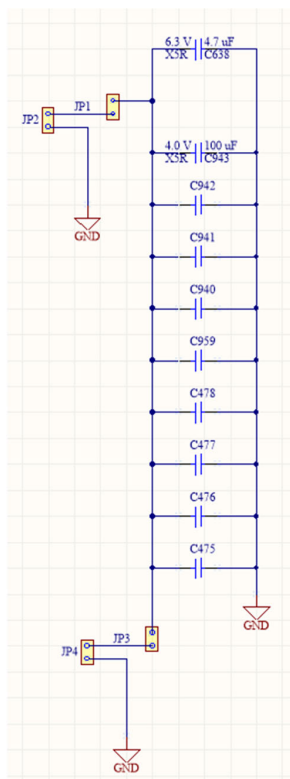 6.3 V 4.7 uF
X5R C638
JP1
JP2
4.0 V 100 uF
X5R C943
C942
GND
C941
C940
C959
C478
C477
C476
C475
GND
JP3
JP4
GND